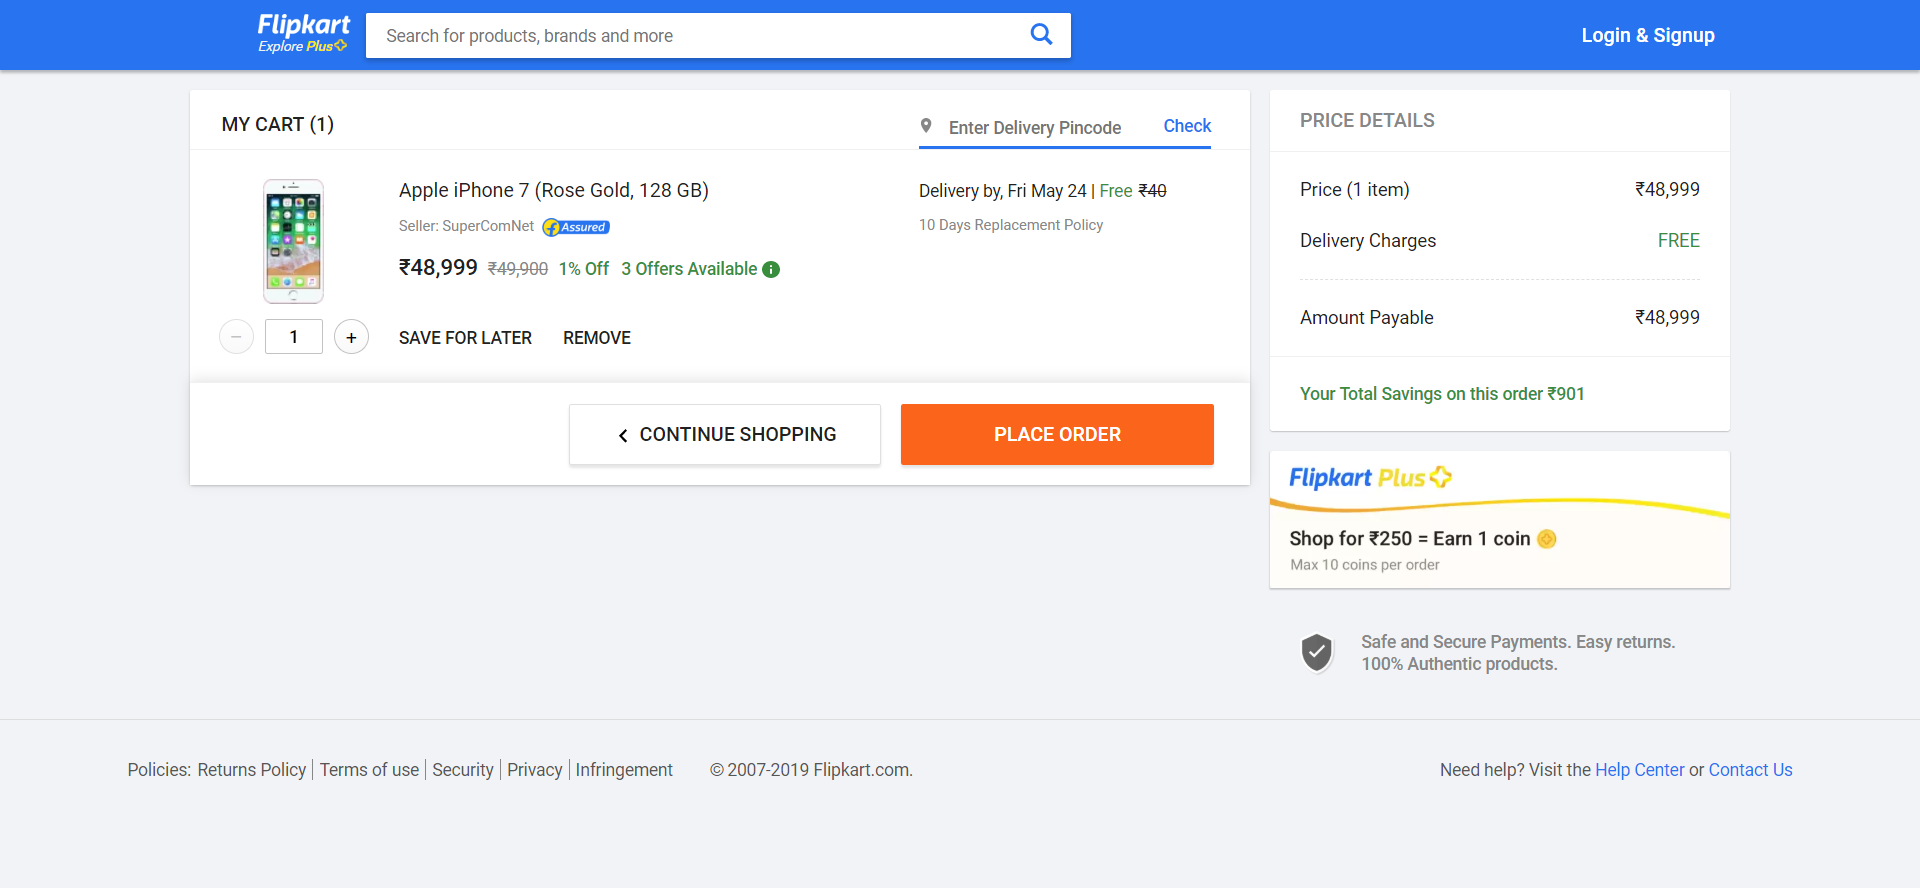 Flipkart
Explore Plus
Search for products, brands and more
Login & Signup
MY CART (1)
Enter Delivery Pincode
Check
Apple iPhone 7 (Rose Gold, 128 GB)
Seller: SuperComNet
Assured
₹48,999 ₹49,900 1% Off 3 Offers Available
Delivery by, Fri May 24 | Free ₹40
10 Days Replacement Policy
1
SAVE FOR LATER
REMOVE
CONTINUE SHOPPING
PLACE ORDER
PRICE DETAILS
Price (1 item) ₹48,999
Delivery Charges FREE
Amount Payable ₹48,999
Your Total Savings on this order ₹901
Flipkart Plus
Shop for ₹250 = Earn 1 coin
Max 10 coins per order
Safe and Secure Payments. Easy returns.
100% Authentic products.
Policies: Returns Policy | Terms of use | Security | Privacy | Infringement
© 2007-2019 Flipkart.com.
Need help? Visit the Help Center or Contact Us